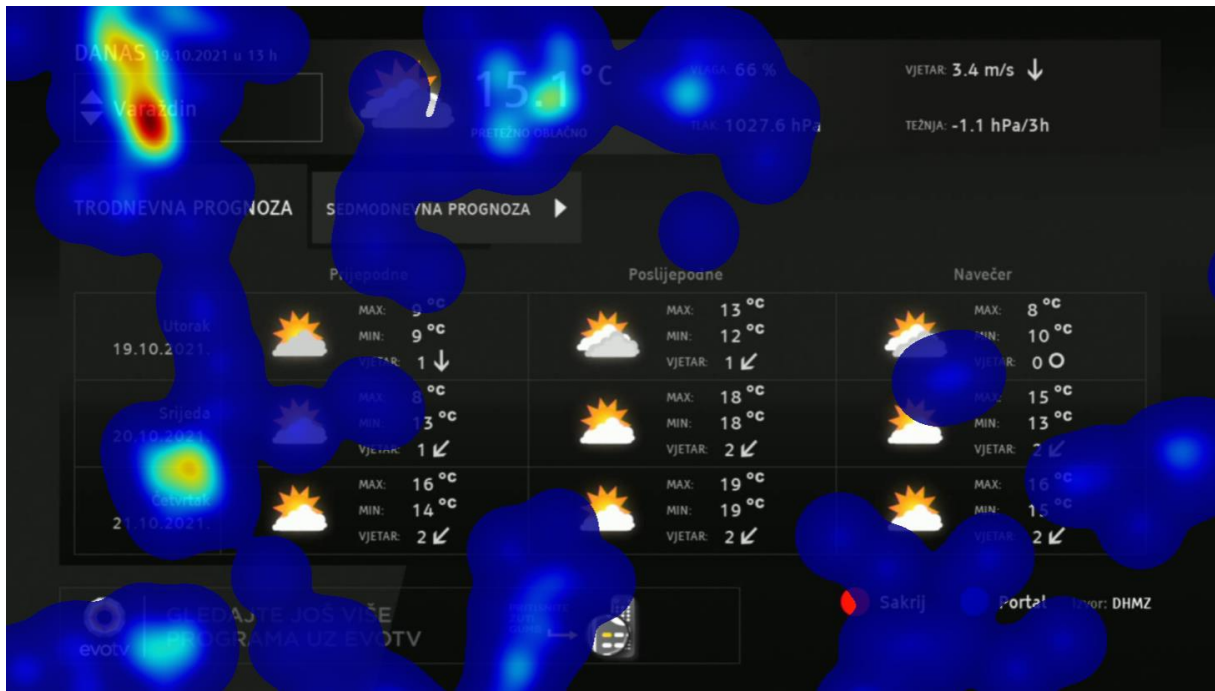 DANAS 19.10.2021 u 13 h
Varaždin
15.1 °C
PRETEŽNO OBLAČNO
VLAGA: 66 %
TLAK: 1027.6 hPa
VJETAR: 3.4 m/s ↓
TEŽNJA: -1.1 hPa/3h
TRODNEVNA PROGNOZA
SEDMODNEVNA PROGNOZA
Prijepodne Poslijepodne Navečer
Utorak
19.10.2021.
MAX: 9 °C
MIN: 9 °C
VJETAR: 1 ↓
MAX: 13 °C
MIN: 12 °C
VJETAR: 1 ↙
MAX: 8 °C
MIN: 10 °C
VJETAR: 0 O
Srijeda
20.10.2021.
MAX: 8 °C
MIN: 13 °C
VJETAR: 1 ↙
MAX: 18 °C
MIN: 18 °C
VJETAR: 2 ↙
MAX: 15 °C
MIN: 13 °C
VJETAR: 2 ↙
Četvrtak
21.10.2021.
MAX: 16 °C
MIN: 14 °C
VJETAR: 2 ↙
MAX: 19 °C
MIN: 19 °C
VJETAR: 2 ↙
MAX: 16 °C
MIN: 15 °C
VJETAR: 2 ↙
evotv
GLEDAJTE JOŠ VIŠE
PROGRAMA UZ EVOTV
PRITISNITE
ŽUTI
GUMB
Sakrij
Portal
Izvor: DHMZ